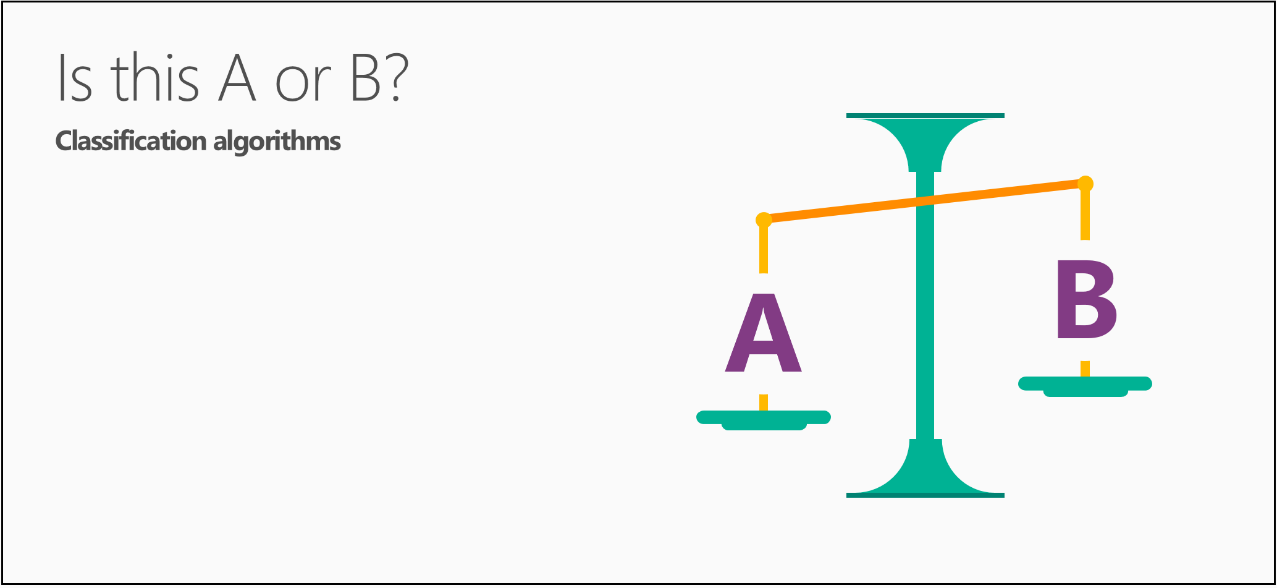 Is this A or B?
Classification algorithms
A
B